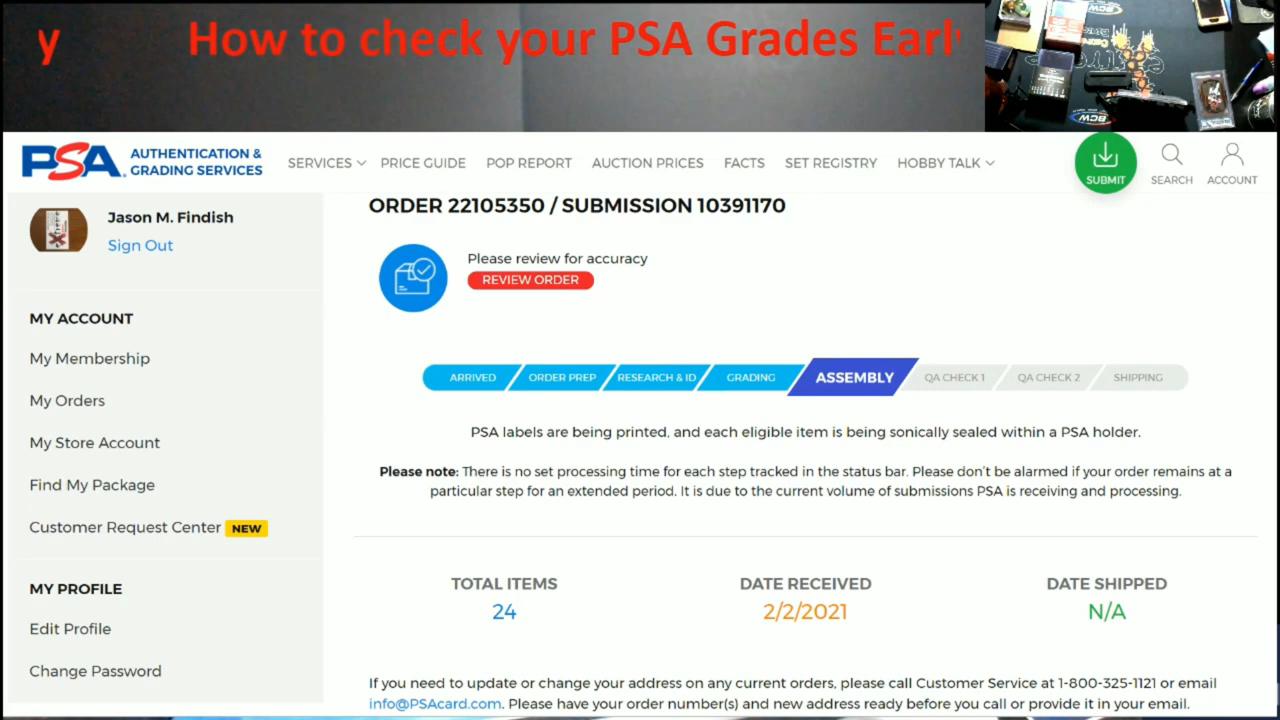 y How to check your PSA Grades Earl
PSA AUTHENTICATION &
GRADING SERVICES
SERVICES PRICE GUIDE POP REPORT AUCTION PRICES FACTS SET REGISTRY HOBBY TALK
SUBMIT SEARCH ACCOUNT
Jason M. Findish
Sign Out
MY ACCOUNT
My Membership
My Orders
My Store Account
Find My Package
Customer Request Center NEW
MY PROFILE
Edit Profile
Change Password
ORDER 22105350 / SUBMISSION 10391170
Please review for accuracy
REVIEW ORDER
ARRIVED ORDER PREP RESEARCH & ID GRADING ASSEMBLY QA CHECK 1 QA CHECK 2 SHIPPING
PSA labels are being printed, and each eligible item is being sonically sealed within a PSA holder.
Please note: There is no set processing time for each step tracked in the status bar. Please don't be alarmed if your order remains at a
particular step for an extended period. It is due to the current volume of submissions PSA is receiving and processing.
TOTAL ITEMS DATE RECEIVED DATE SHIPPED
24 2/2/2021 N/A
If you need to update or change your address on any current orders, please call Customer Service at 1-800-325-1121 or email
info@PSAcard.com. Please have your order number(s) and new address ready before you call or provide it in your email.
BCW
BCW